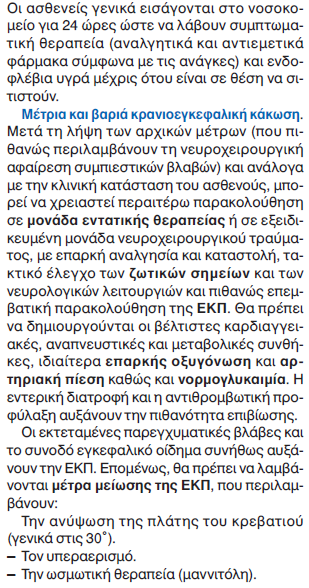 Οι ασθενείς γενικά εισάγονται στο νοσοκο-
μείο για 24 ώρες ώστε να λάβουν συμπτωμα-
τική θεραπεία (αναλγητικά και αντιεμετικά
φάρμακα σύμφωνα με τις ανάγκες) και ενδο-
φλέβια υγρά μέχρις ότου είναι σε θέση να σι-
τιστούν.
Μέτρια και βαριά κρανιοεγκεφαλική κάκωση.
Μετά τη λήψη των αρχικών μέτρων (που πι-
θανώς περιλαμβάνουν τη νευροχειρουργική
αφαίρεση συμπιεστικών βλαβών) και ανάλογα
με την κλινική κατάσταση του ασθενούς, μπο-
ρεί να χρειαστεί περαιτέρω παρακολούθηση
σε μονάδα εντατικής θεραπείας ή σε εξειδι-
κευμένη μονάδα νευροχειρουργικού τραύμα-
τος, με επαρκή αναλγησία και καταστολή, τα-
κτικό έλεγχο των ζωτικών σημείων και των
νευρολογικών λειτουργιών και πιθανώς επεμ-
βατική παρακολούθηση της ΕΚΠ. Θα πρέπει
να δημιουργούνται οι βέλτιστες καρδιαγγει-
ακές, αναπνευστικές και μεταβολικές συνθή-
κες, ιδιαίτερα επαρκής οξυγόνωση και αρ-
τηριακή πίεση καθώς και νορμογλυκαιμία. Η
εντερική διατροφή και η αντιθρομβωτική προ-
φύλαξη αυξάνουν την πιθανότητα επιβίωσης.
Οι εκτεταμένες παρεγχυματικές βλάβες και
το συνοδό εγκεφαλικό οίδημα συνήθως αυξά-
νουν την ΕΚΠ. Επομένως, θα πρέπει να λαμβά-
νονται μέτρα μείωσης της ΕΚΠ, που περιλαμ-
βάνουν:
Την ανύψωση της πλάτης του κρεβατιού
(γενικά στις 30°).
– Τον υπεραερισμό.
– Την ωσμωτική θεραπεία (μαννιτόλη).